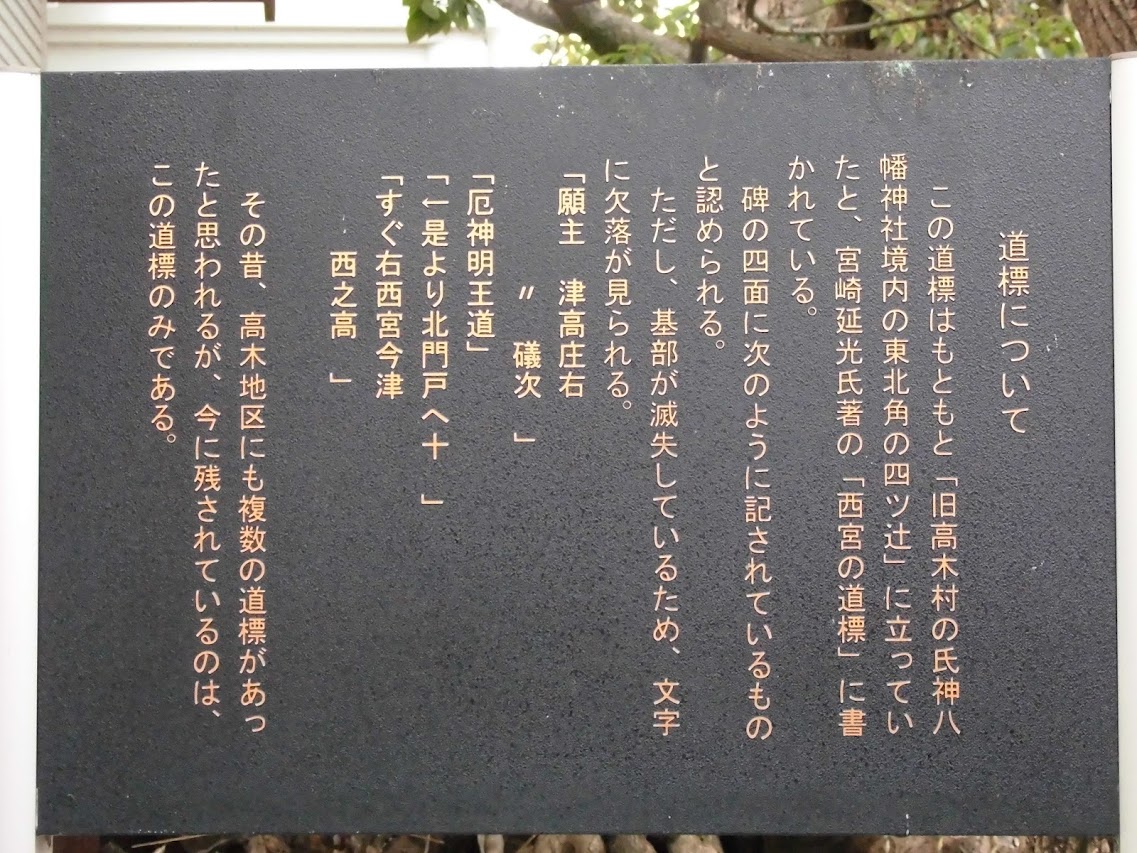 道標について
この道標はもともと「旧高木村の氏神八
幡神社境内の東北角の四ツ辻」に立ってい
たと、宮崎延光氏著の「西宮の道標」に書
かれている。
碑の四面に次のように記されているもの
と認められる。
ただし、基部が滅失しているため、文字
に欠落が見られる。
「願主　津高庄右
〃　礒次　」
「厄神明王道」
「←是より北門戸へ十　」
「すぐ右西宮今津
西之高　」
その昔、高木地区にも複数の道標があっ
たと思われるが、今に残されているのは、
この道標のみである。